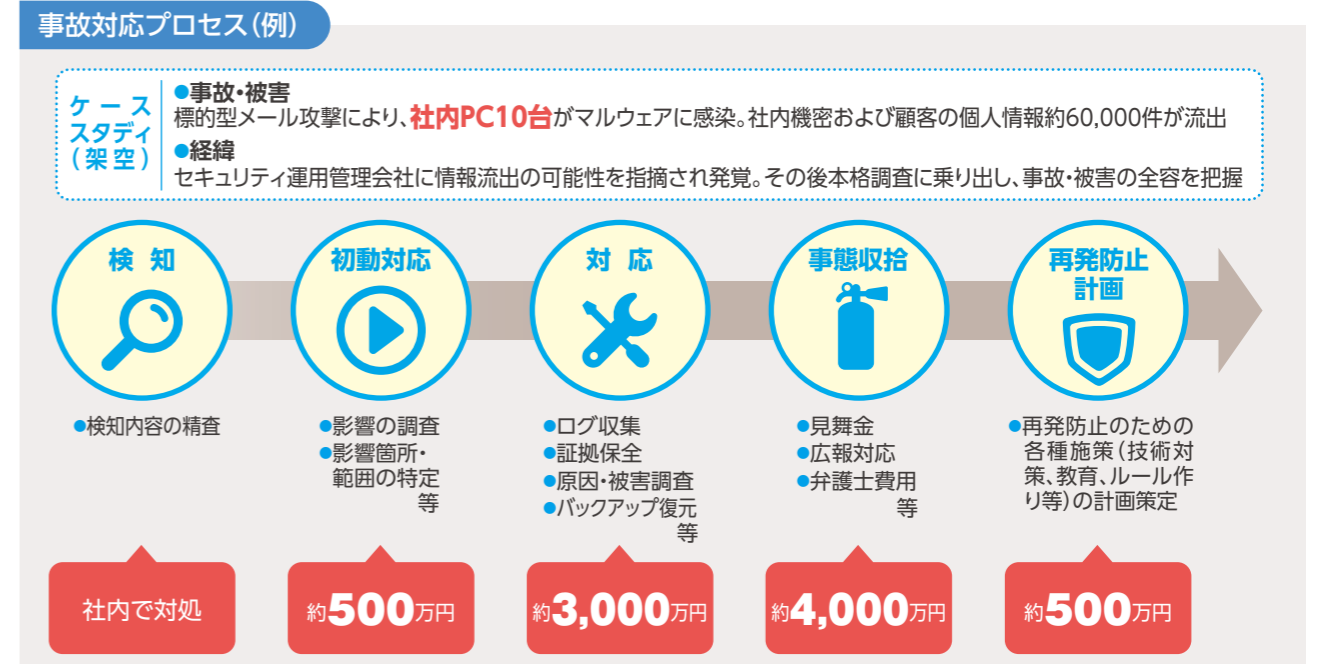 事故対応プロセス(例)
ケース
スタディ
(架空)
●事故・被害
標的型メール攻撃により、社内PC10台がマルウェアに感染。社内機密および顧客の個人情報約60,000件が流出
●経緯
セキュリティ運用管理会社に情報流出の可能性を指摘され発覚。その後本格調査に乗り出し、事故・被害の全容を把握
検知
●検知内容の精査
社内で対処
初動対応
●影響の調査
●影響箇所・
範囲の特定
等
約500万円
対応
●ログ収集
●証拠保全
●原因・被害調査
●バックアップ復元
等
約3,000万円
事態収拾
●見舞金
●広報対応
●弁護士費用
等
約4,000万円
再発防止
計画
●再発防止のための
各種施策(技術対
策、教育、ルール作
り等)の計画策定
約500万円